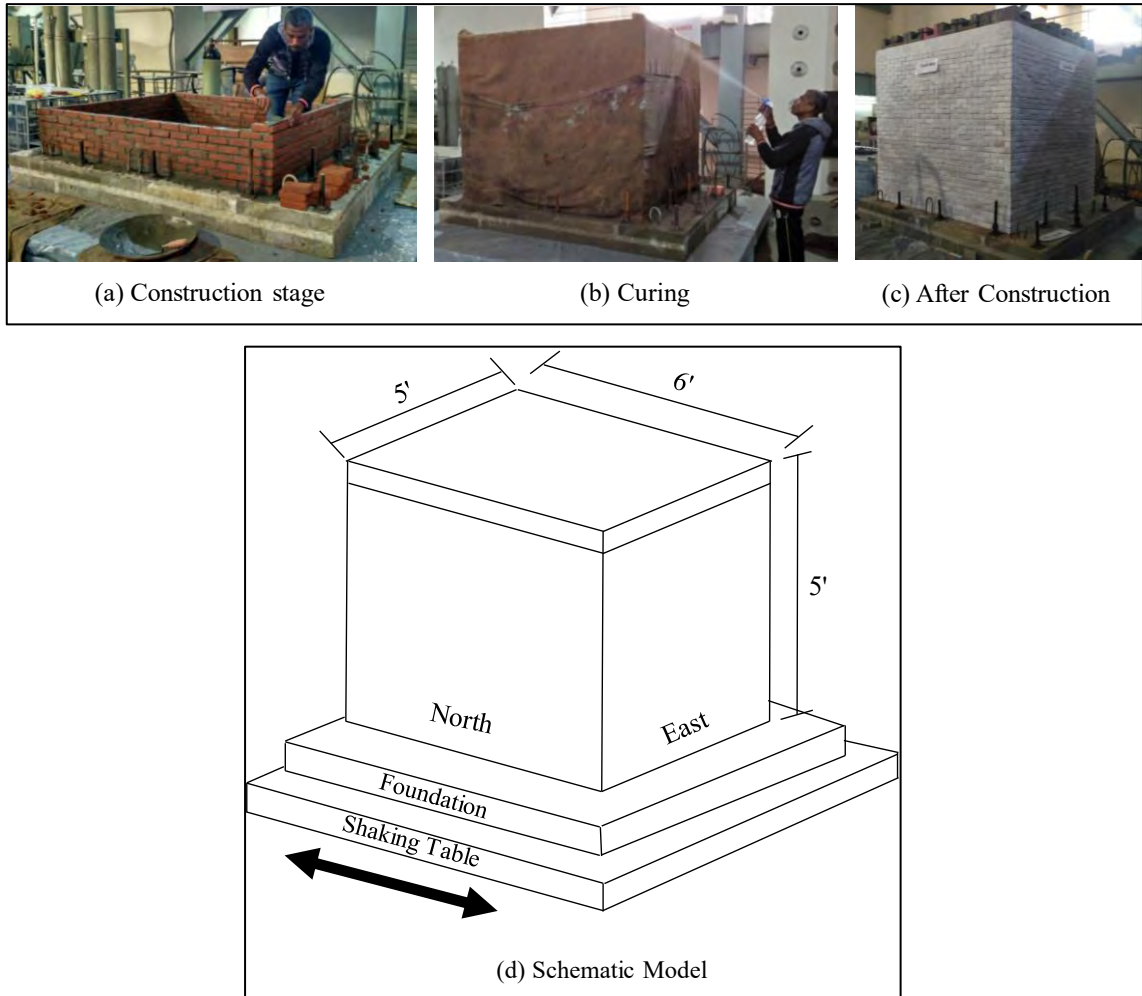 (a) Construction stage
(b) Curing
(c) After Construction
5'
6'
5'
North
East
Foundation
Shaking Table
(d) Schematic Model